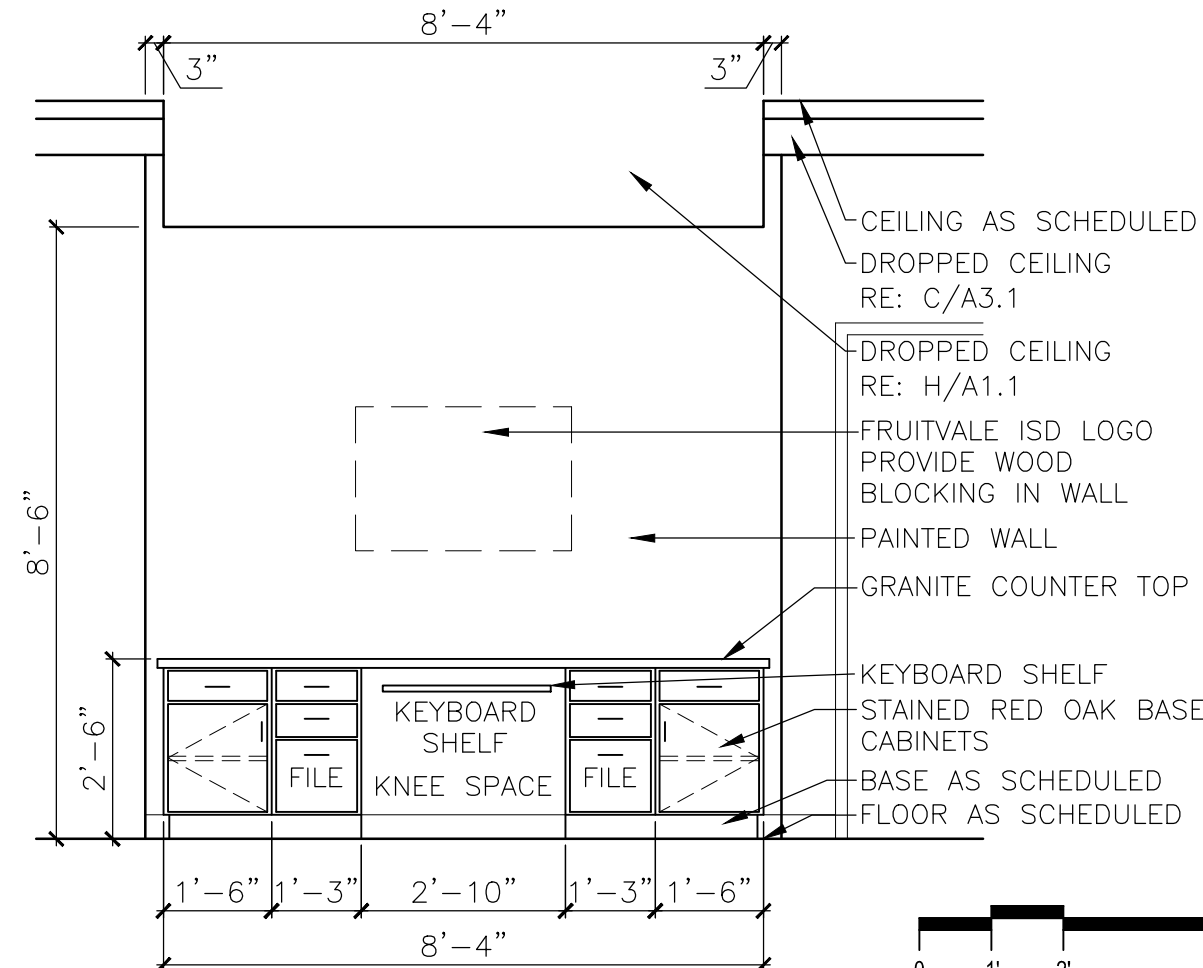 8'-4"
3"
3"
CEILING AS SCHEDULED
DROPPED CEILING
RE: C/A3.1
DROPPED CEILING
RE: H/A1.1
FRUITVALE ISD LOGO
PROVIDE WOOD
BLOCKING IN WALL
PAINTED WALL
GRANITE COUNTER TOP
8'-6"
2'-6"
KEYBOARD SHELF
STAINED RED OAK BASE
CABINETS
BASE AS SCHEDULED
FLOOR AS SCHEDULED
KEYBOARD
SHELF
FILE
KNEE SPACE
FILE
1'-6" 1'-3" 2'-10" 1'-3" 1'-6"
8'-4"
0 1' 2'